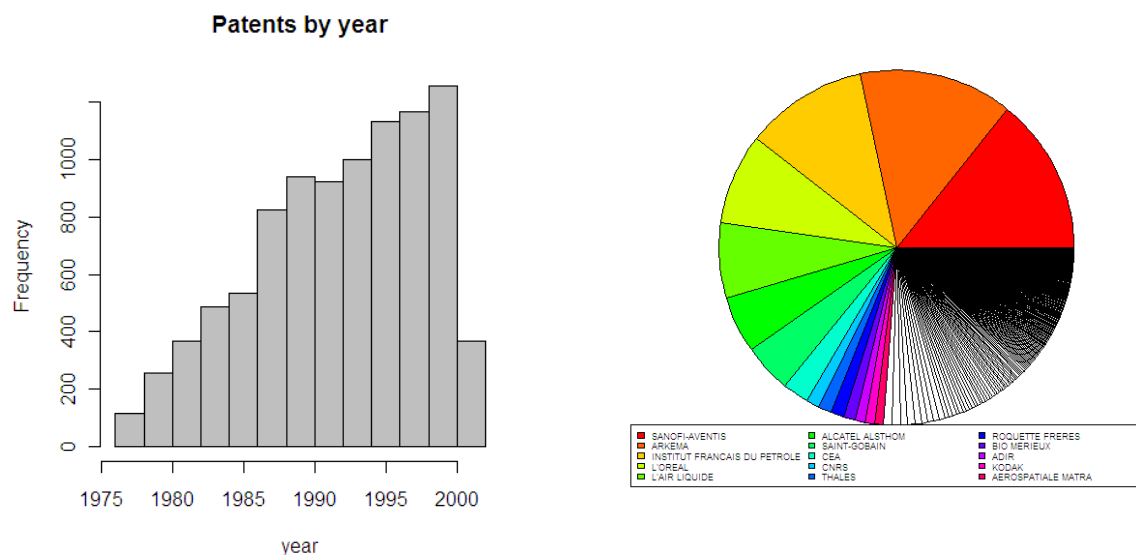 Patents by year
Frequency
0
200
400
600
800
1000
1975
1980
1985
1990
1995
2000
year
SANOFI-AVENTIS
ARKEMA
INSTITUT FRANCAIS DU PETROLE
L'OREAL
L'AIR LIQUIDE
ALCATEL ALSTHOM
SAINT-GOBAIN
CEA
CNRS
THALES
ROQUETTE FRERES
BIO MERIEUX
ADIR
KODAK
AEROSPATIALE MATRA